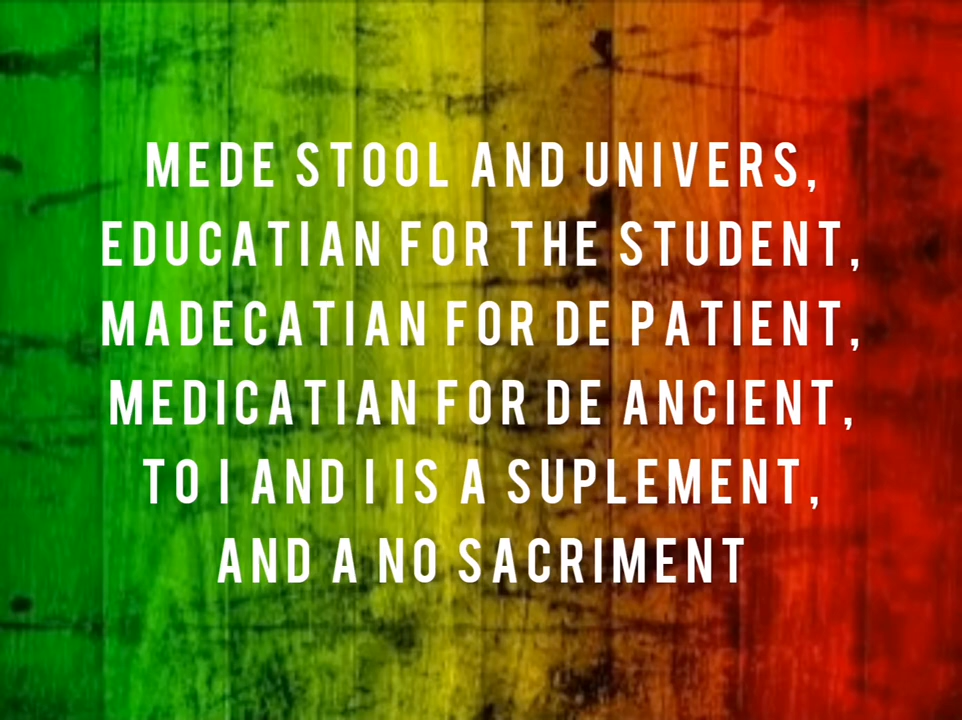 MEDE STOOL AND UNIVERS,
EDUCATIAN FOR THE STUDENT,
MADECATIAN FOR DE PATIENT,
MEDICATIAN FOR DE ANCIENT,
TO I AND I IS A SUPLEMENT,
AND A NO SACRIMENT